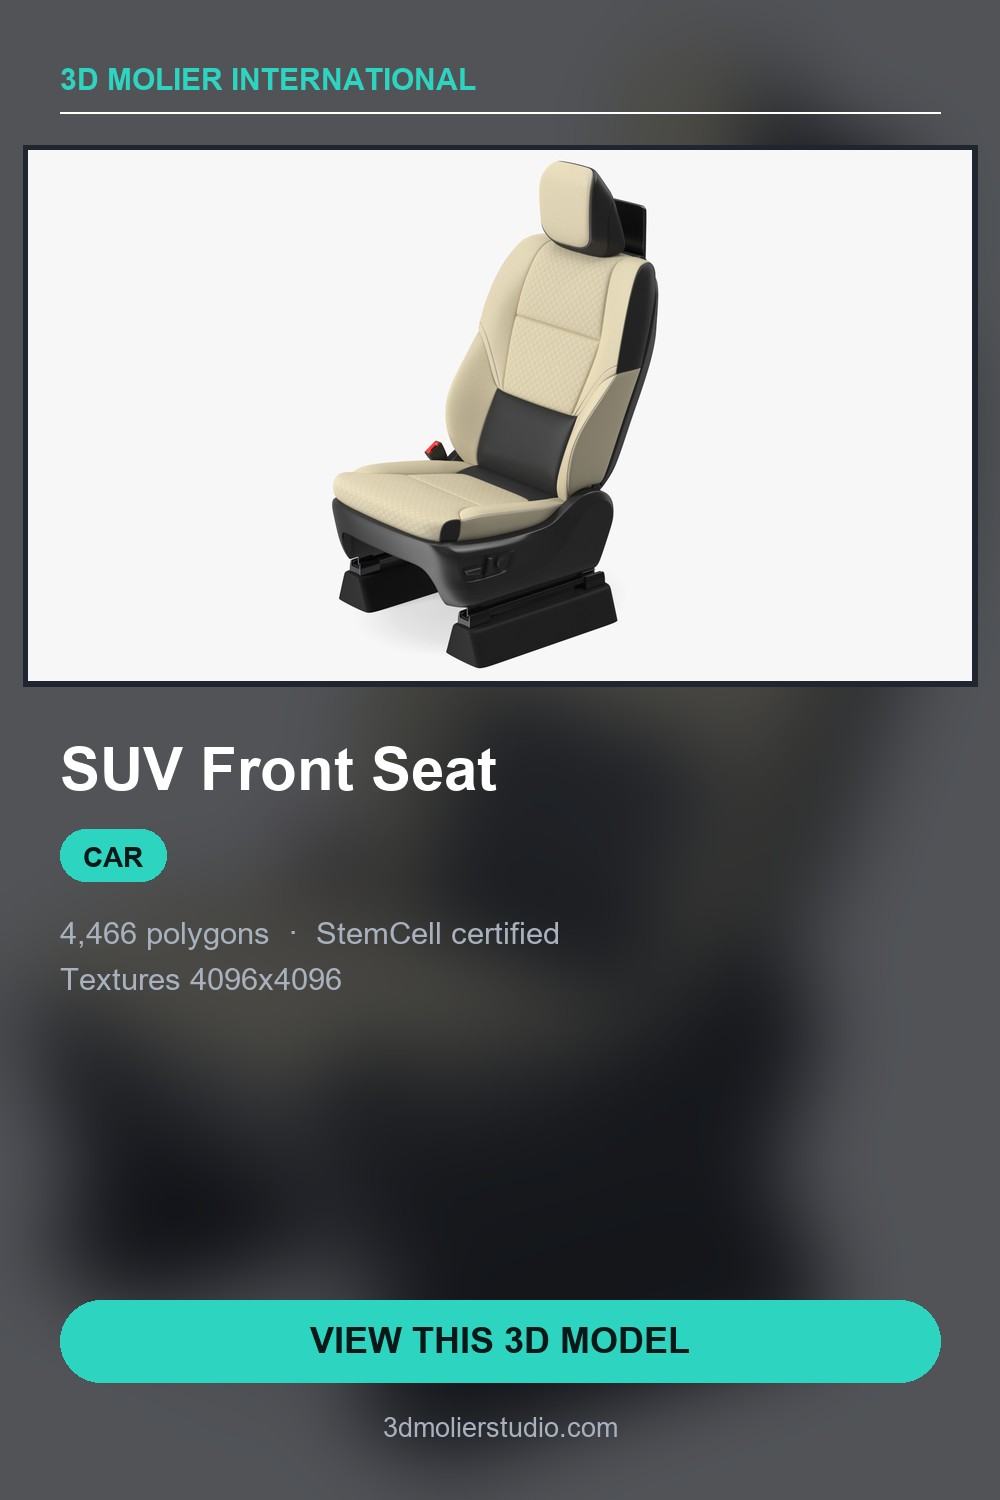 3D MOLIER INTERNATIONAL
SUV Front Seat
CAR
4,466 polygons · StemCell certified
Textures 4096x4096
VIEW THIS 3D MODEL
3dmolierstudio.com